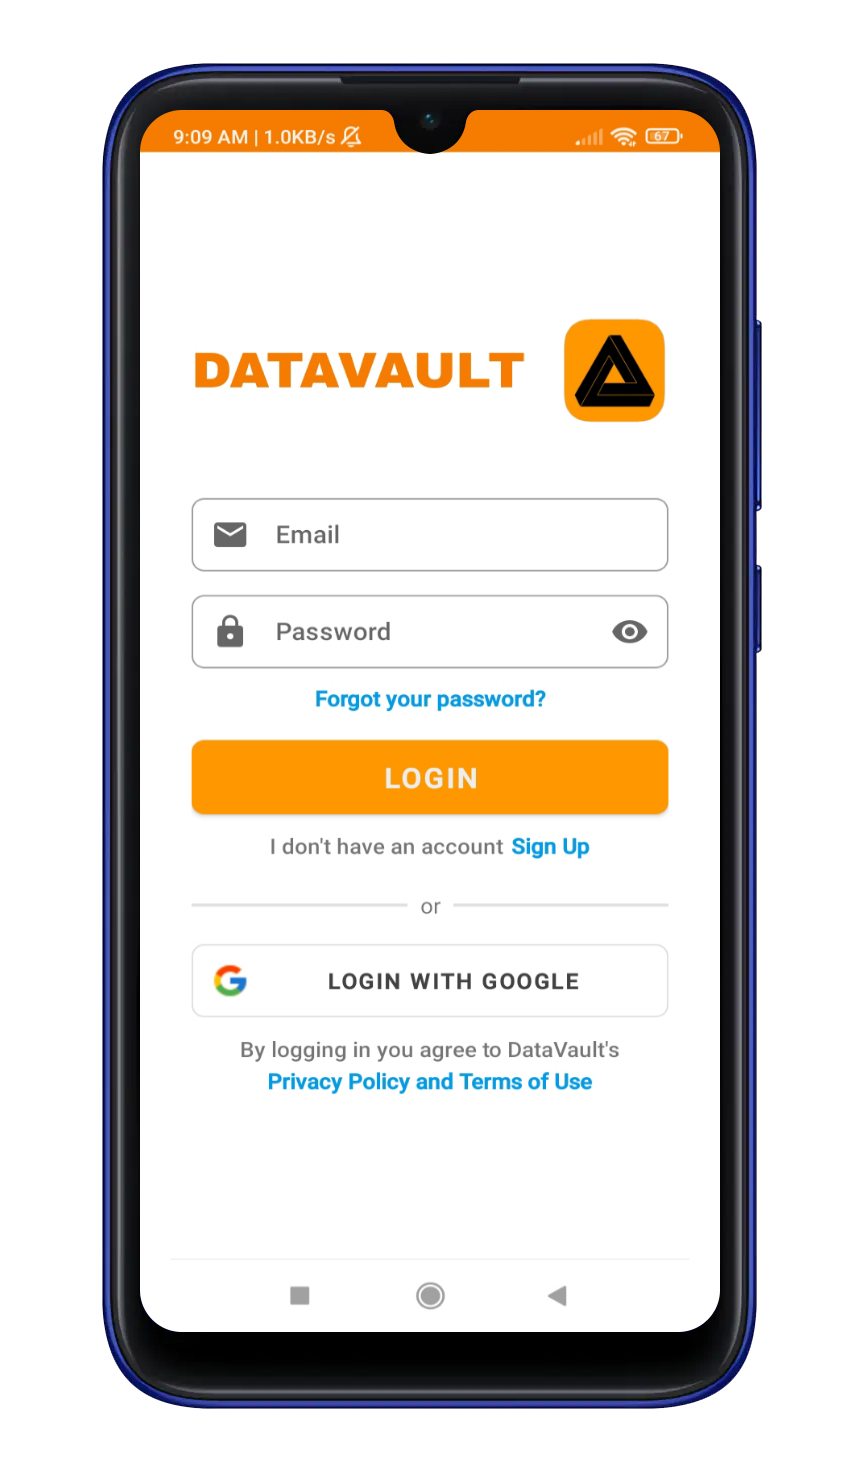 9:09 AM | 1.0KB/s
67
DATAVAULT
Email
Password
Forgot your password?
LOGIN
I don't have an account Sign Up
or
LOGIN WITH GOOGLE
By logging in you agree to DataVault's
Privacy Policy and Terms of Use